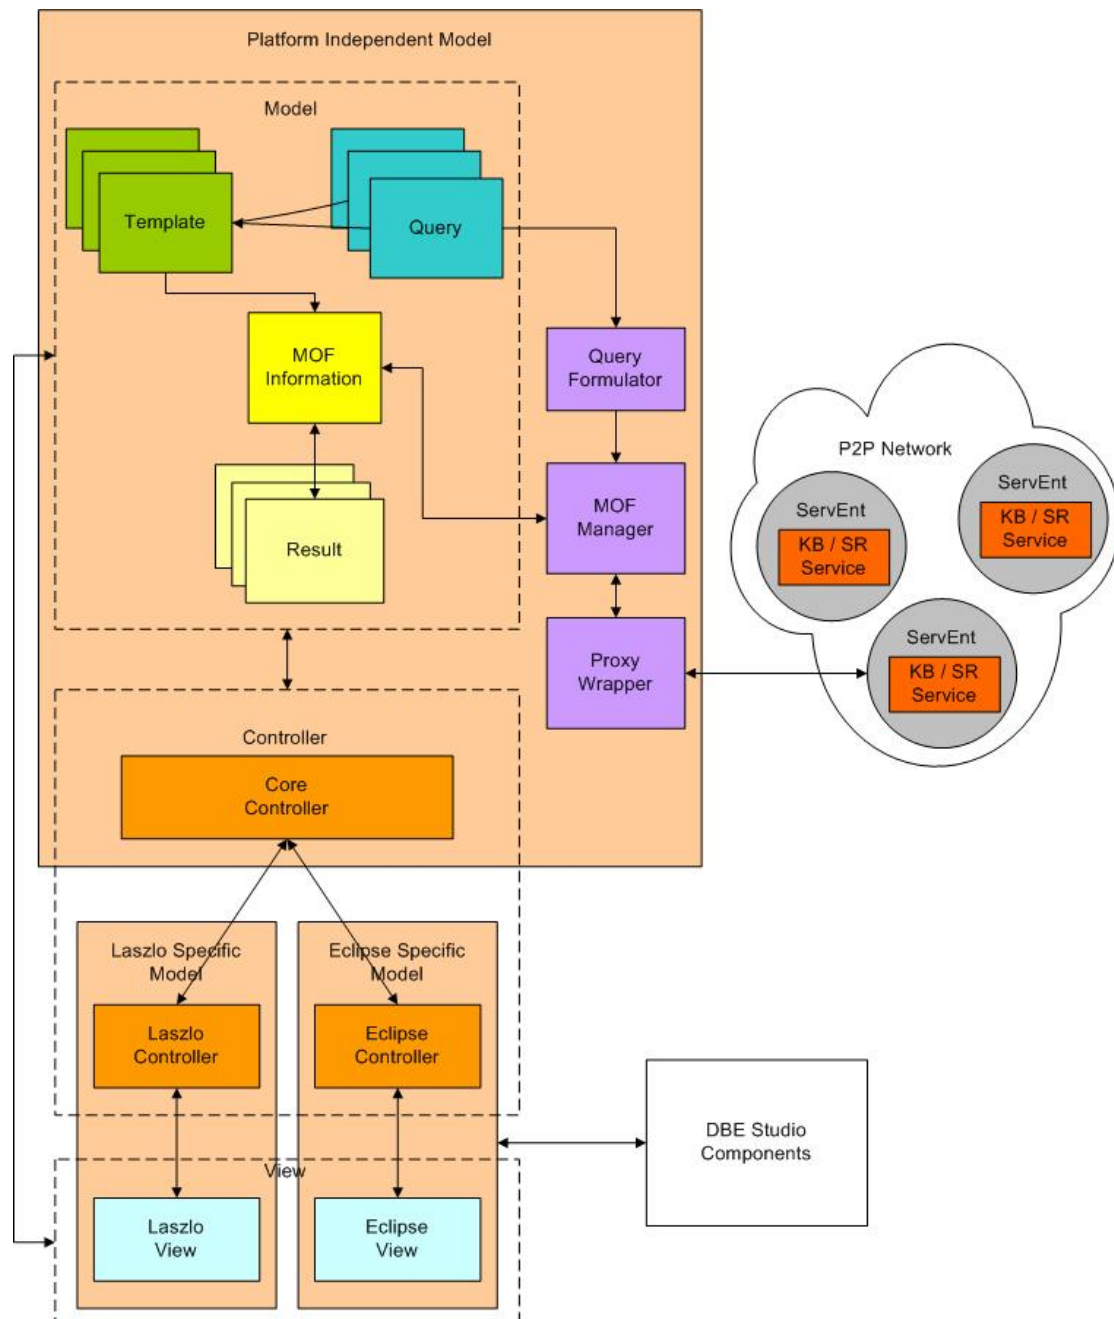 Platform Independent Model
Model
Template
Query
MOF
Information
Query
Formulator
P2P Network
ServEnt
KB / SR
Service
ServEnt
KB / SR
Service
MOF
Manager
Result
ServEnt
KB / SR
Service
Proxy
Wrapper
Controller
Core
Controller
Laszlo Specific
Model
Eclipse Specific
Model
Laszlo
Controller
Eclipse
Controller
DBE Studio
Components
View
Laszlo
View
Eclipse
View